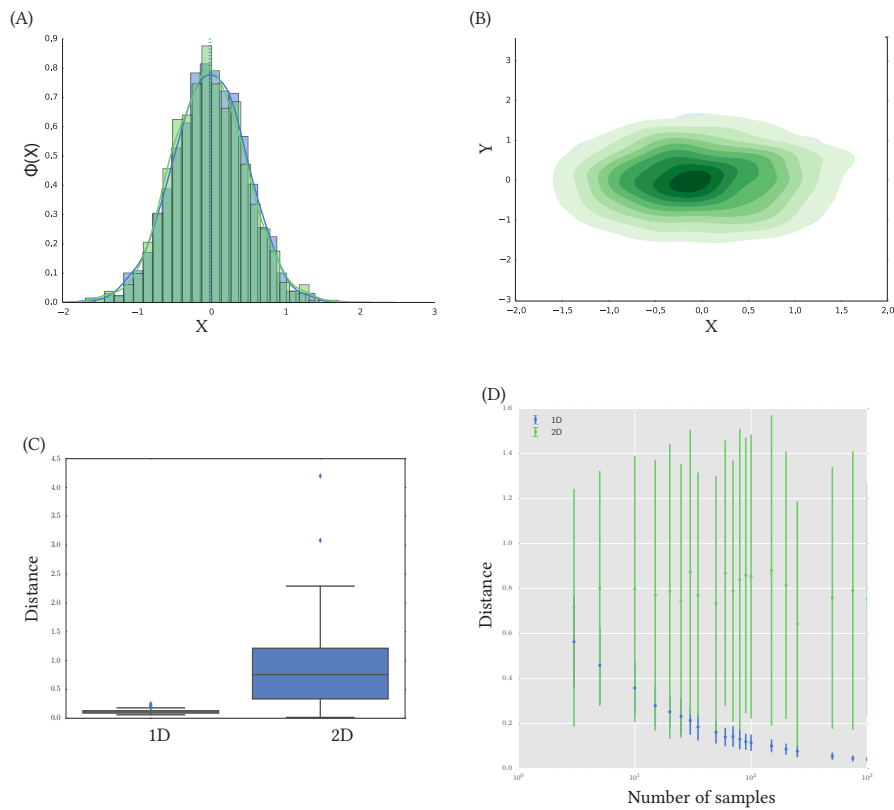 (A)
0.9
0.8
0.7
0.6
0.5
0.4
0.3
0.2
0.1
0.0
Φ(X)
−2 −1 0 1 2 3
X
(B)
3
2
1
0
−1
−2
−3
Y
−2.0 −1.5 −1.0 −0.5 0.0 0.5 1.0 1.5 2.0
X
(C)
4.5
4.0
3.5
3.0
2.5
2.0
1.5
1.0
0.5
0.0
Distance
1D 2D
(D)
1.6
1.4
1.2
1.0
0.8
0.6
0.4
0.2
0.0
Distance
1D
2D
10⁰ 10¹ 10² 10³
Number of samples